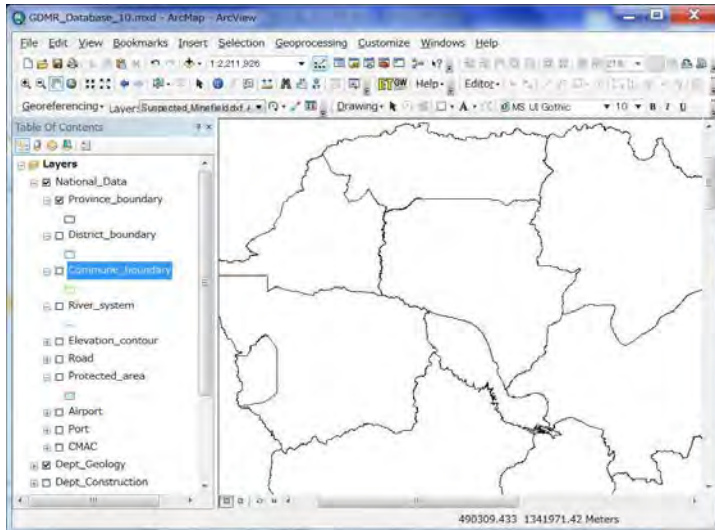 GDMR_Database_10.mxd - ArcMap - ArcView
File Edit View Bookmarks Insert Selection Geoprocessing Customize Windows Help
1:2,211,926
Help Editor
Georeferencing Layer: Drawing A MS UI Gothic 10 B I U
Table Of Contents
Layers
National_Data
Province_boundary
District_boundary
Commune_boundary
River_system
Elevation_contour
Road
Protected_area
Airport
Port
CMAC
Dept_Geology
Dept_Construction
490309.433 1341971.42 Meters